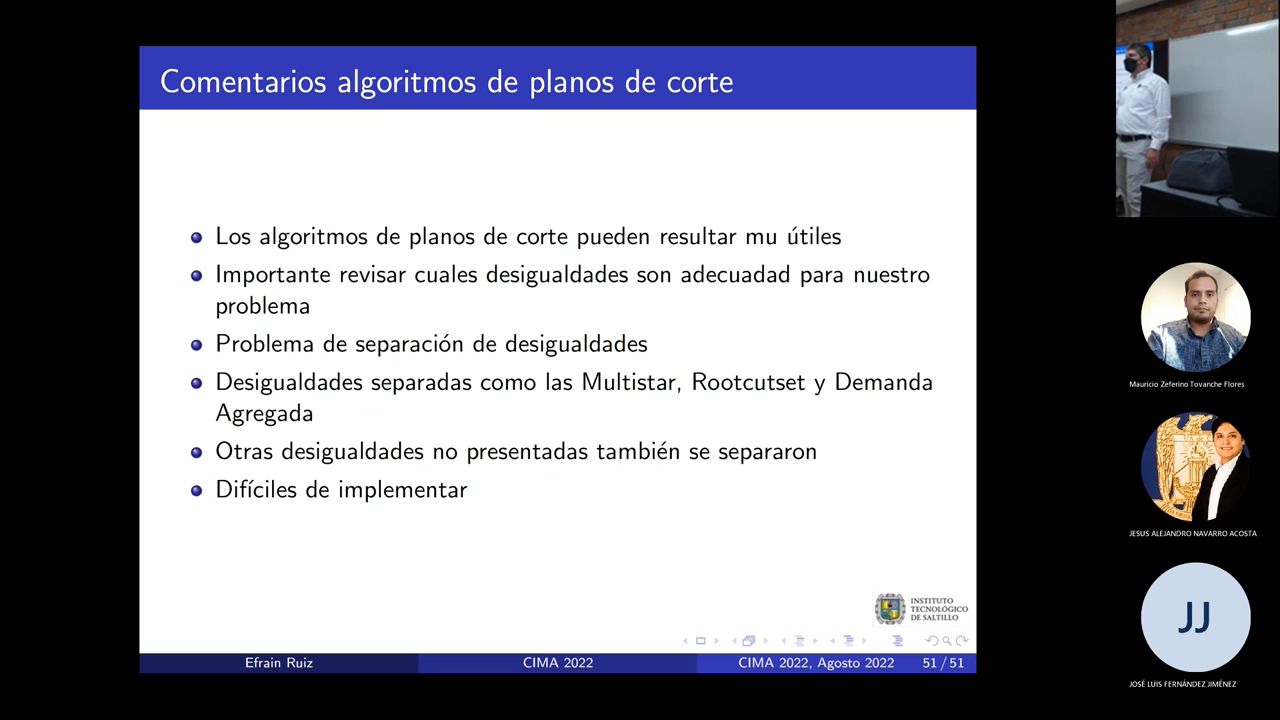 Comentarios algoritmos de planos de corte
Los algoritmos de planos de corte pueden resultar mu útiles
Importante revisar cuales desigualdades son adecuadad para nuestro
problema
Problema de separación de desigualdades
Desigualdades separadas como las Multistar, Rootcutset y Demanda
Agregada
Otras desigualdades no presentadas también se separaron
Difíciles de implementar
INSTITUTO
TECNOLÓGICO
DE SALTILLO
Efrain Ruiz
CIMA 2022
CIMA 2022, Agosto 2022
51 / 51
Mauricio Zeferino Tovanche Flores
JESUS ALEJANDRO NAVARRO ACOSTA
JJ
JOSÉ LUIS FERNÁNDEZ JIMÉNEZ